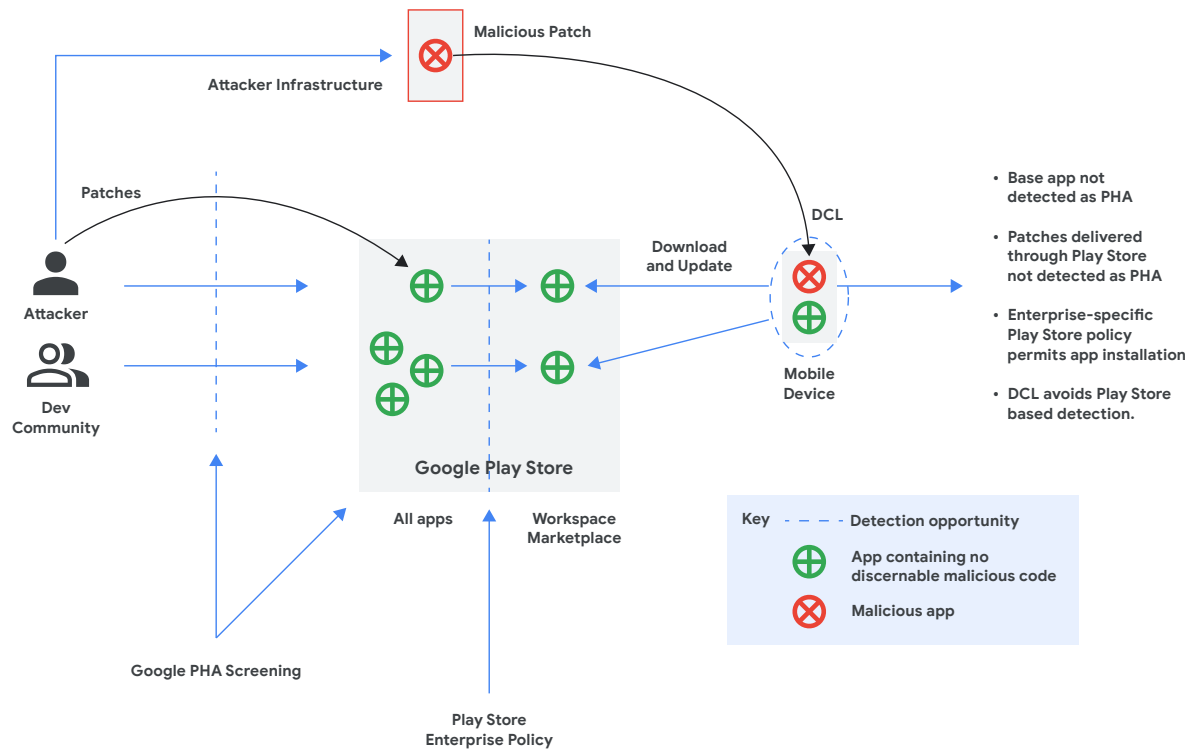 Malicious Patch
Attacker Infrastructure
Patches
DCL
Download
and Update
Attacker
Dev
Community
Mobile
Device
• Base app not
detected as PHA
• Patches delivered
through Play Store
not detected as PHA
• Enterprise-specific
Play Store policy
permits app installation
• DCL avoids Play Store
based detection.
Google Play Store
All apps
Workspace
Marketplace
Google PHA Screening
Play Store
Enterprise Policy
Key
Detection opportunity
App containing no
discernable malicious code
Malicious app